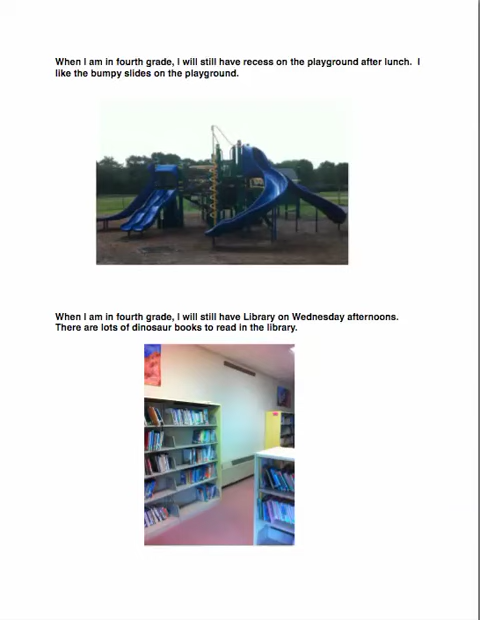 When I am in fourth grade, I will still have recess on the playground after lunch.  I
like the bumpy slides on the playground.
When I am in fourth grade, I will still have Library on Wednesday afternoons.
There are lots of dinosaur books to read in the library.